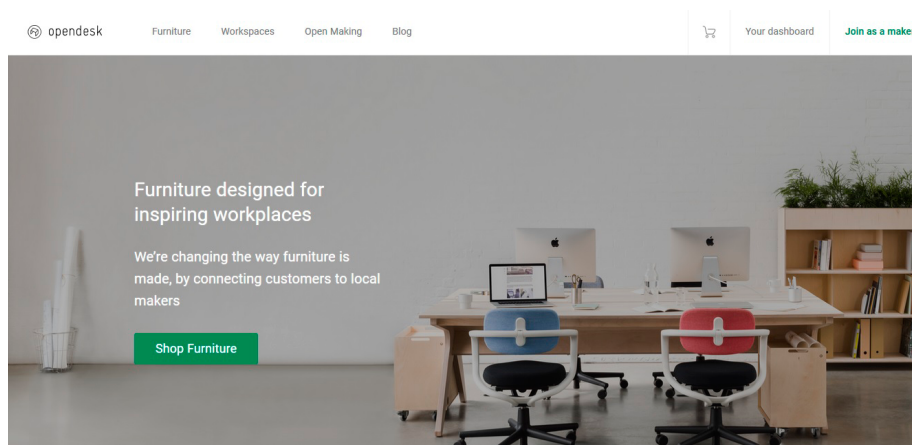 opendesk
Furniture
Workspaces
Open Making
Blog
Your dashboard
Join as a maker
Furniture designed for
inspiring workplaces
We're changing the way furniture is
made, by connecting customers to local
makers
Shop Furniture